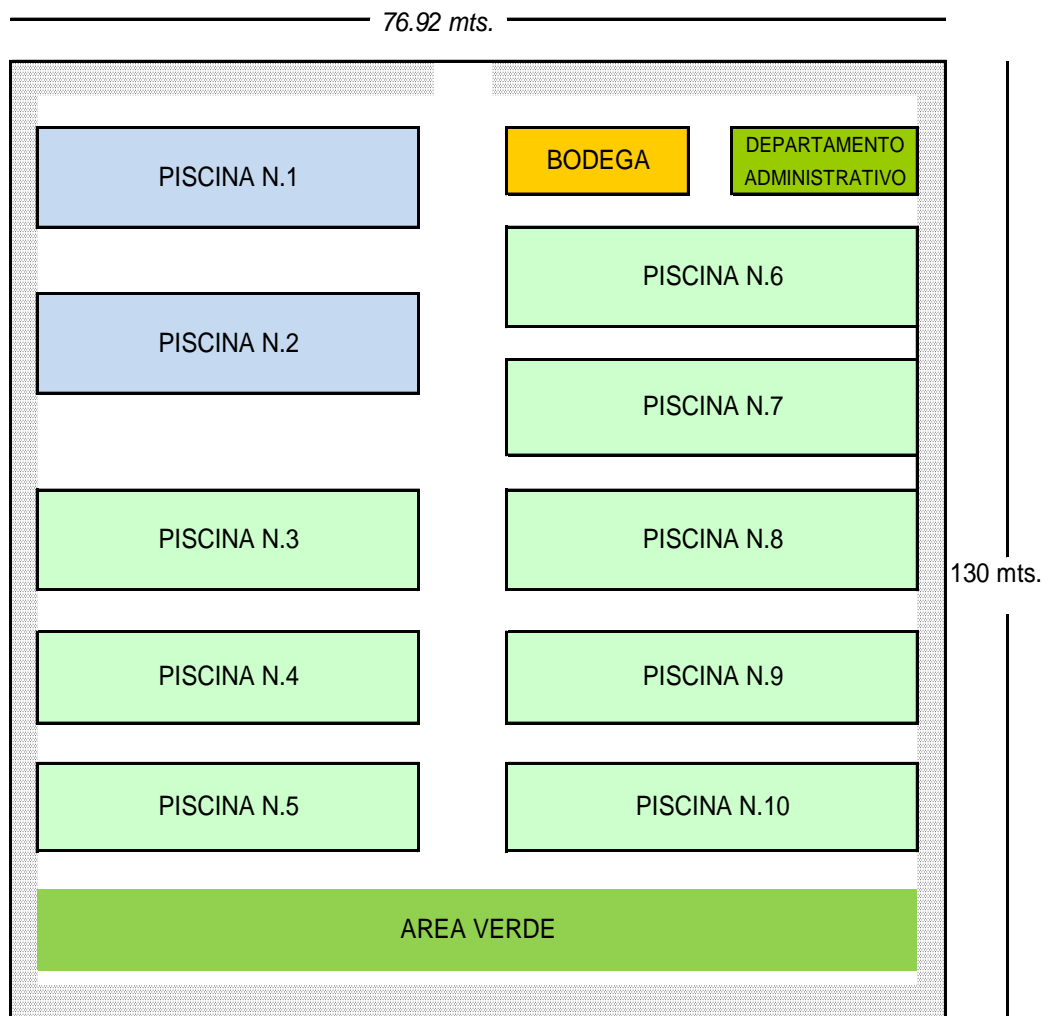 76.92 mts.
PISCINA N.1
BODEGA
DEPARTAMENTO
ADMINISTRATIVO
PISCINA N.6
PISCINA N.2
PISCINA N.7
PISCINA N.3
PISCINA N.8
130 mts.
PISCINA N.4
PISCINA N.9
PISCINA N.5
PISCINA N.10
AREA VERDE